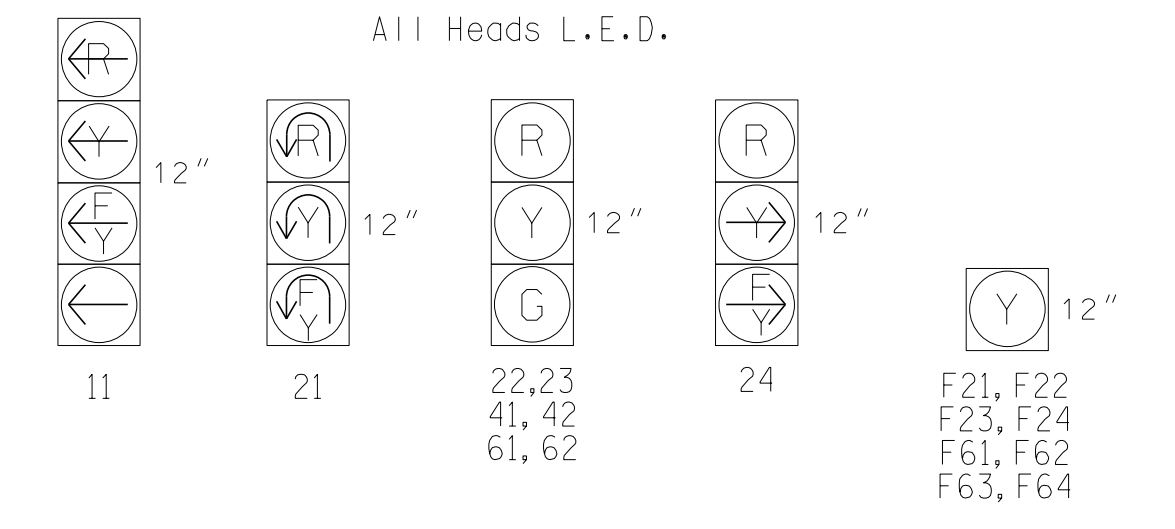 All Heads L.E.D.
R
Y
F
Y
12"
11
R
Y
F
Y
12"
21
R
Y
G
12"
22,23
41, 42
61, 62
R
Y
F
Y
12"
24
Y
12"
F21, F22
F23, F24
F61, F62
F63, F64